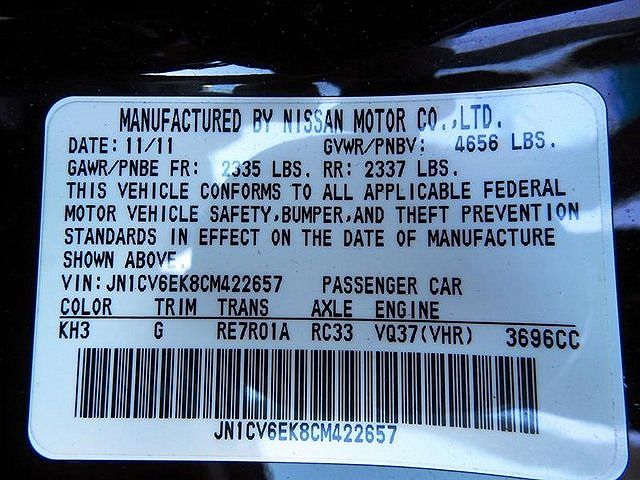 MANUFACTURED BY NISSAN MOTOR CO.,LTD.
DATE: 11/11 GVWR/PNBV: 4656 LBS.
GAWR/PNBE FR: 2335 LBS. RR: 2337 LBS.
THIS VEHICLE CONFORMS TO ALL APPLICABLE FEDERAL
MOTOR VEHICLE SAFETY,BUMPER,AND THEFT PREVENTION
STANDARDS IN EFFECT ON THE DATE OF MANUFACTURE
SHOWN ABOVE.
VIN: JN1CV6EK8CM422657 PASSENGER CAR
COLOR TRIM TRANS AXLE ENGINE
KH3 G RE7R01A RC33 VQ37(VHR) 3696CC
JN1CV6EK8CM422657